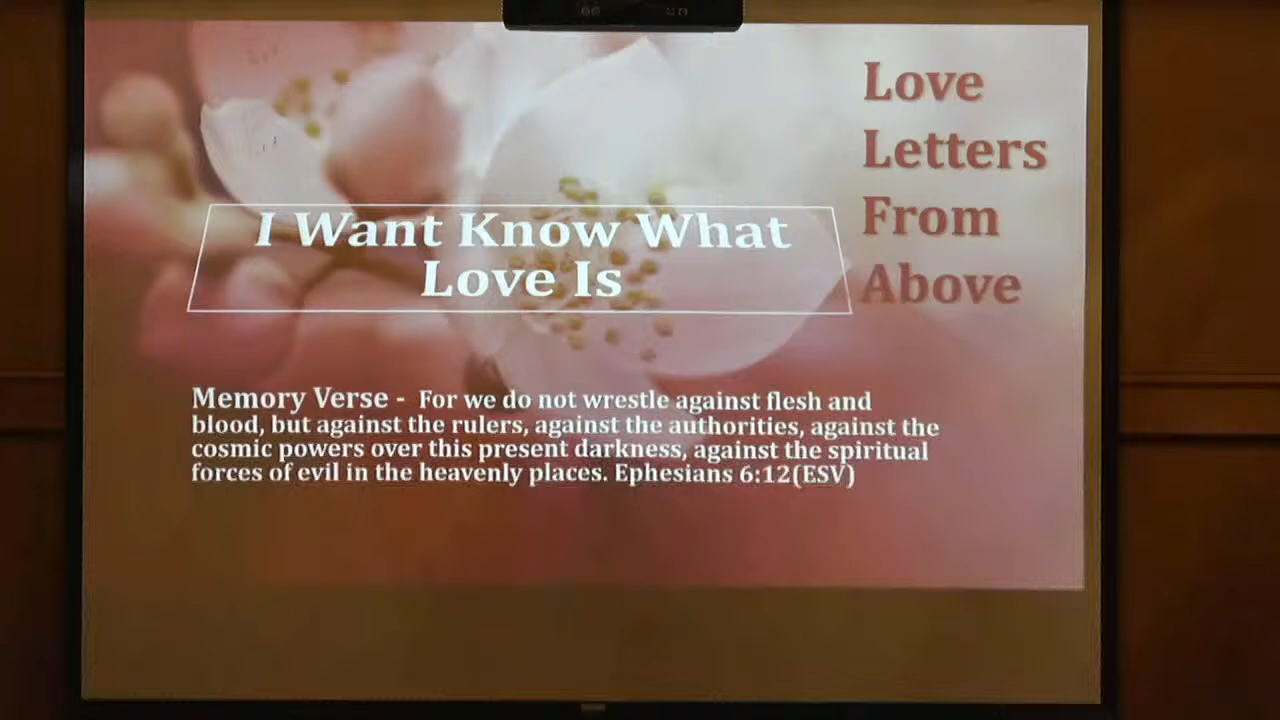 Love
Letters
From
Above
I Want Know What
Love Is
Memory Verse - For we do not wrestle against flesh and
blood, but against the rulers, against the authorities, against the
cosmic powers over this present darkness, against the spiritual
forces of evil in the heavenly places. Ephesians 6:12(ESV)